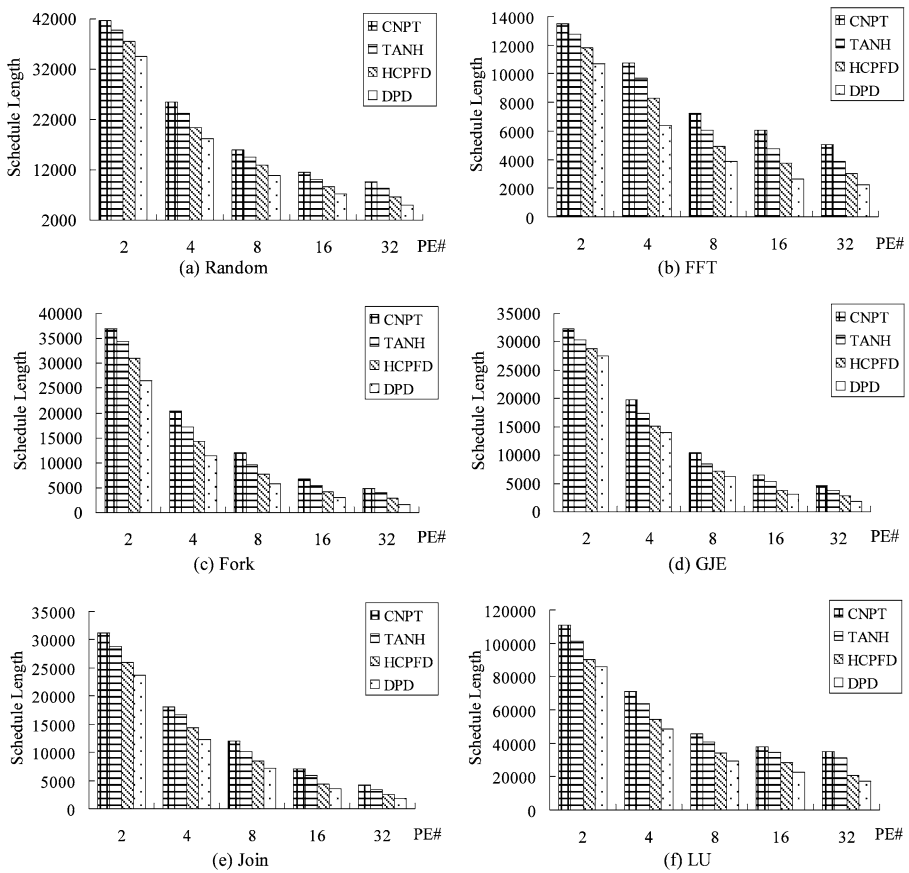 42000
32000
22000
12000
2000
Schedule Length
CNPT
TANH
HCPFD
DPD
2 4 8 16 32 PE#
(a) Random
14000
12000
10000
8000
6000
4000
2000
0
Schedule Length
CNPT
TANH
HCPFD
DPD
2 4 8 16 32 PE#
(b) FFT
40000
35000
30000
25000
20000
15000
10000
5000
0
Schedule Length
CNPT
TANH
HCPFD
DPD
2 4 8 16 32 PE#
(c) Fork
35000
30000
25000
20000
15000
10000
5000
0
Schedule Length
CNPT
TANH
HCPFD
DPD
2 4 8 16 32 PE#
(d) GJE
35000
30000
25000
20000
15000
10000
5000
0
Schedule Length
CNPT
TANH
HCPFD
DPD
2 4 8 16 32 PE#
(e) Join
120000
100000
80000
60000
40000
20000
0
Schedule Length
CNPT
TANH
HCPFD
DPD
2 4 8 16 32 PE#
(f) LU